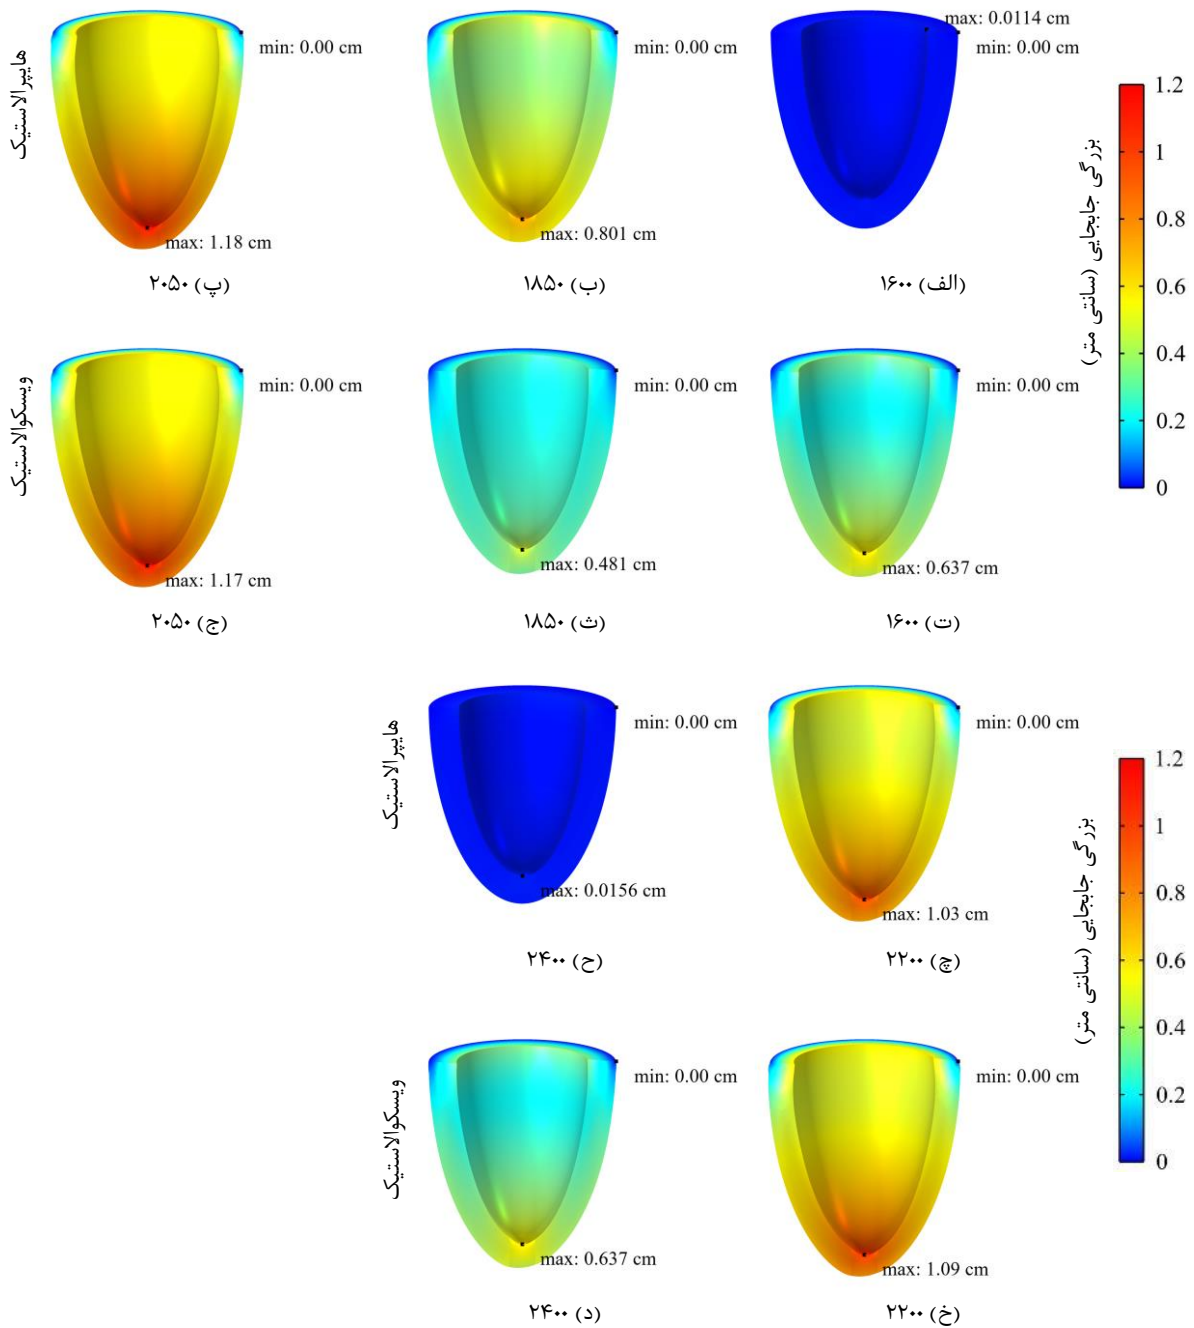 هایپرالاستیک
max: 0.0114 cm
min: 0.00 cm
min: 0.00 cm
min: 0.00 cm
max: 0.801 cm
max: 1.18 cm
(الف) ۱۶۰۰
(ب) ۱۸۵۰
(پ) ۲۰۵۰
بزرگی جابجایی (سانتی متر)
1.2
1
0.8
0.6
0.4
0.2
0
ویسکوالاستیک
min: 0.00 cm
min: 0.00 cm
min: 0.00 cm
max: 0.637 cm
max: 0.481 cm
max: 1.17 cm
(ت) ۱۶۰۰
(ث) ۱۸۵۰
(ج) ۲۰۵۰
هایپرالاستیک
min: 0.00 cm
min: 0.00 cm
max: 1.03 cm
max: 0.0156 cm
(چ) ۲۲۰۰
(ح) ۲۴۰۰
بزرگی جابجایی (سانتی متر)
1.2
1
0.8
0.6
0.4
0.2
0
ویسکوالاستیک
min: 0.00 cm
min: 0.00 cm
max: 1.09 cm
max: 0.637 cm
(خ) ۲۲۰۰
(د) ۲۴۰۰